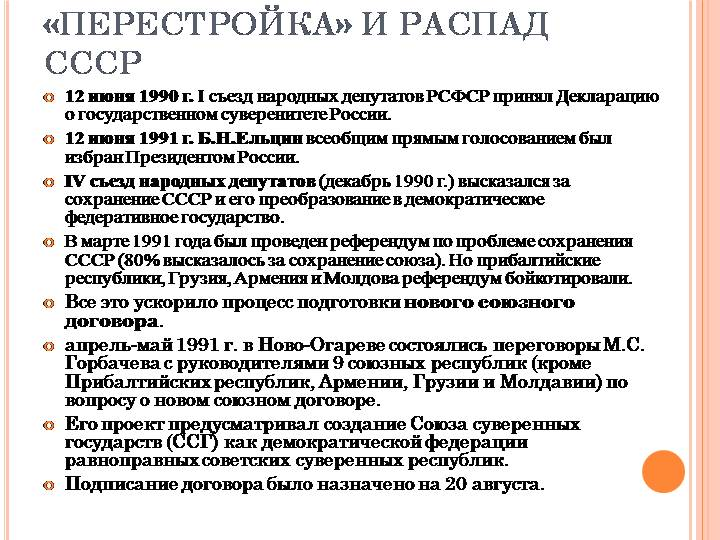 «ПЕРЕСТРОЙКА» И РАСПАД
СССР
12 июня 1990 г. I съезд народных депутатов РСФСР принял Декларацию
о государственном суверенитете России.
12 июня 1991 г. Б.Н.Ельцин всеобщим прямым голосованием был
избран Президентом России.
IV съезд народных депутатов (декабрь 1990 г.) высказался за
сохранение СССР и его преобразование в демократическое
федеративное государство.
В марте 1991 года был проведен референдум по проблеме сохранения
СССР (80% высказалось за сохранение союза). Но прибалтийские
республики, Грузия, Армения и Молдова референдум бойкотировали.
Все это ускорило процесс подготовки нового союзного
договора.
апрель-май 1991 г. в Ново-Огареве состоялись переговоры М.С.
Горбачева с руководителями 9 союзных республик (кроме
Прибалтийских республик, Армении, Грузии и Молдавии) по
вопросу о новом союзном договоре.
Его проект предусматривал создание Союза суверенных
государств (ССГ) как демократической федерации
равноправных советских суверенных республик.
Подписание договора было назначено на 20 августа.